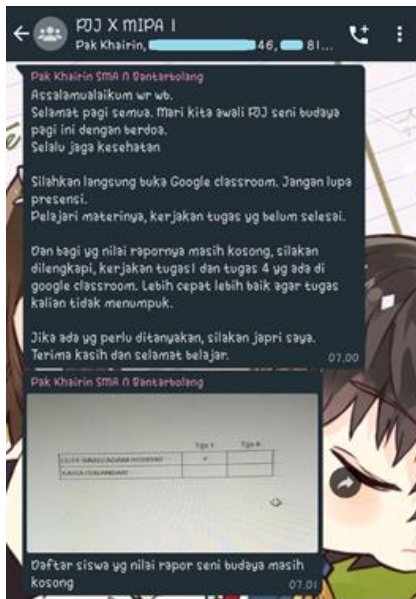 PJJ X MIPA 1
Pak Khairin, 46, 81...
Pak Khairin SMA N Bantarbolang
Assalamualaikum wr wb.
Selamat pagi semua. Mari kita awali PJJ seni budaya
pagi ini dengan berdoa.
Selalu jaga kesehatan
Silahkan langsung buka Google classroom. Jangan lupa
presensi.
Pelajari materinya, kerjakan tugas yg belum selesai.
Dan bagi yg nilai rapornya masih kosong, silakan
dilengkapi, kerjakan tugas1 dan tugas 4 yg ada di
google classroom. Lebih cepat lebih baik agar tugas
kalian tidak menumpuk.
Jika ada yg perlu ditanyakan, silakan japri saya.
Terima kasih dan selamat belajar.
07.00
Pak Khairin SMA N Bantarbolang
Daftar siswa yg nilai rapor seni budaya masih
kosong
07.01